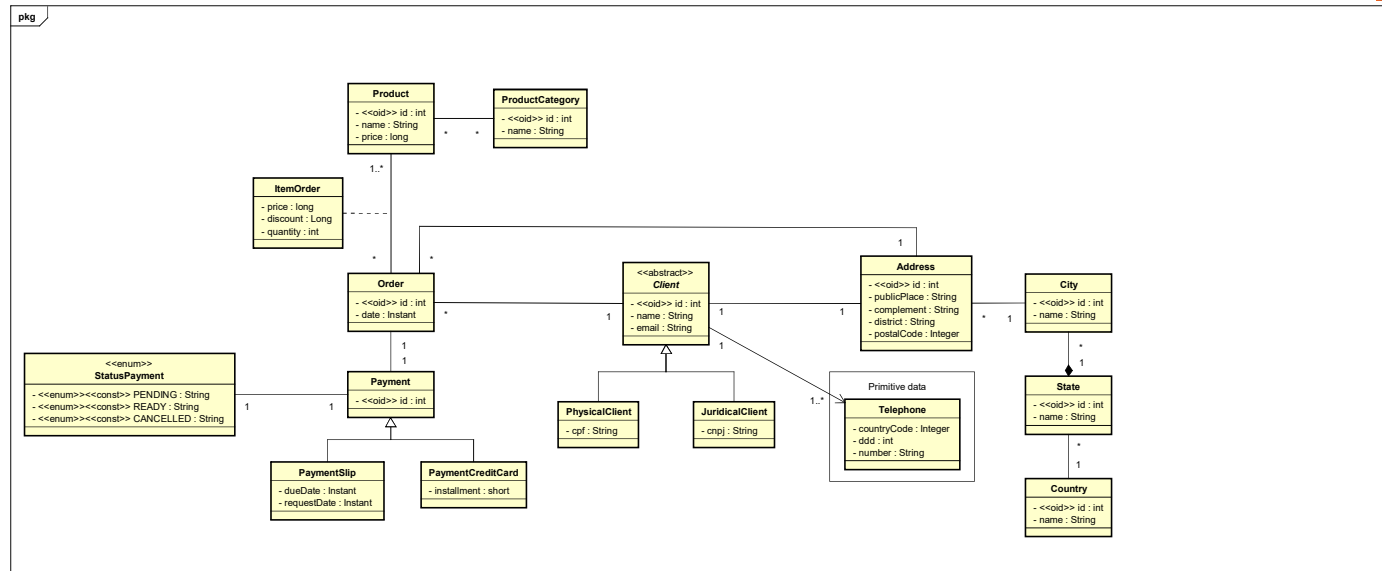 pkg
Product
- <<oid>> id : int
- name : String
- price : long
ProductCategory
- <<oid>> id : int
- name : String
*
*
1..*
ItemOrder
- price : long
- discount : Long
- quantity : int
*
*
1
Order
- <<oid>> id : int
- date : Instant
*
1
<<abstract>>
Client
- <<oid>> id : int
- name : String
- email : String
1
1
Address
- <<oid>> id : int
- publicPlace : String
- complement : String
- district : String
- postalCode : Integer
*
1
City
- <<oid>> id : int
- name : String
1
1
1
1..*
*
1
<<enum>>
StatusPayment
- <<enum>><<const>> PENDING : String
- <<enum>><<const>> READY : String
- <<enum>><<const>> CANCELLED : String
1
1
Payment
- <<oid>> id : int
PhysicalClient
- cpf : String
JuridicalClient
- cnpj : String
Primitive data
Telephone
- countryCode : Integer
- ddd : int
- number : String
State
- <<oid>> id : int
- name : String
*
1
PaymentSlip
- dueDate : Instant
- requestDate : Instant
PaymentCreditCard
- installment : short
Country
- <<oid>> id : int
- name : String